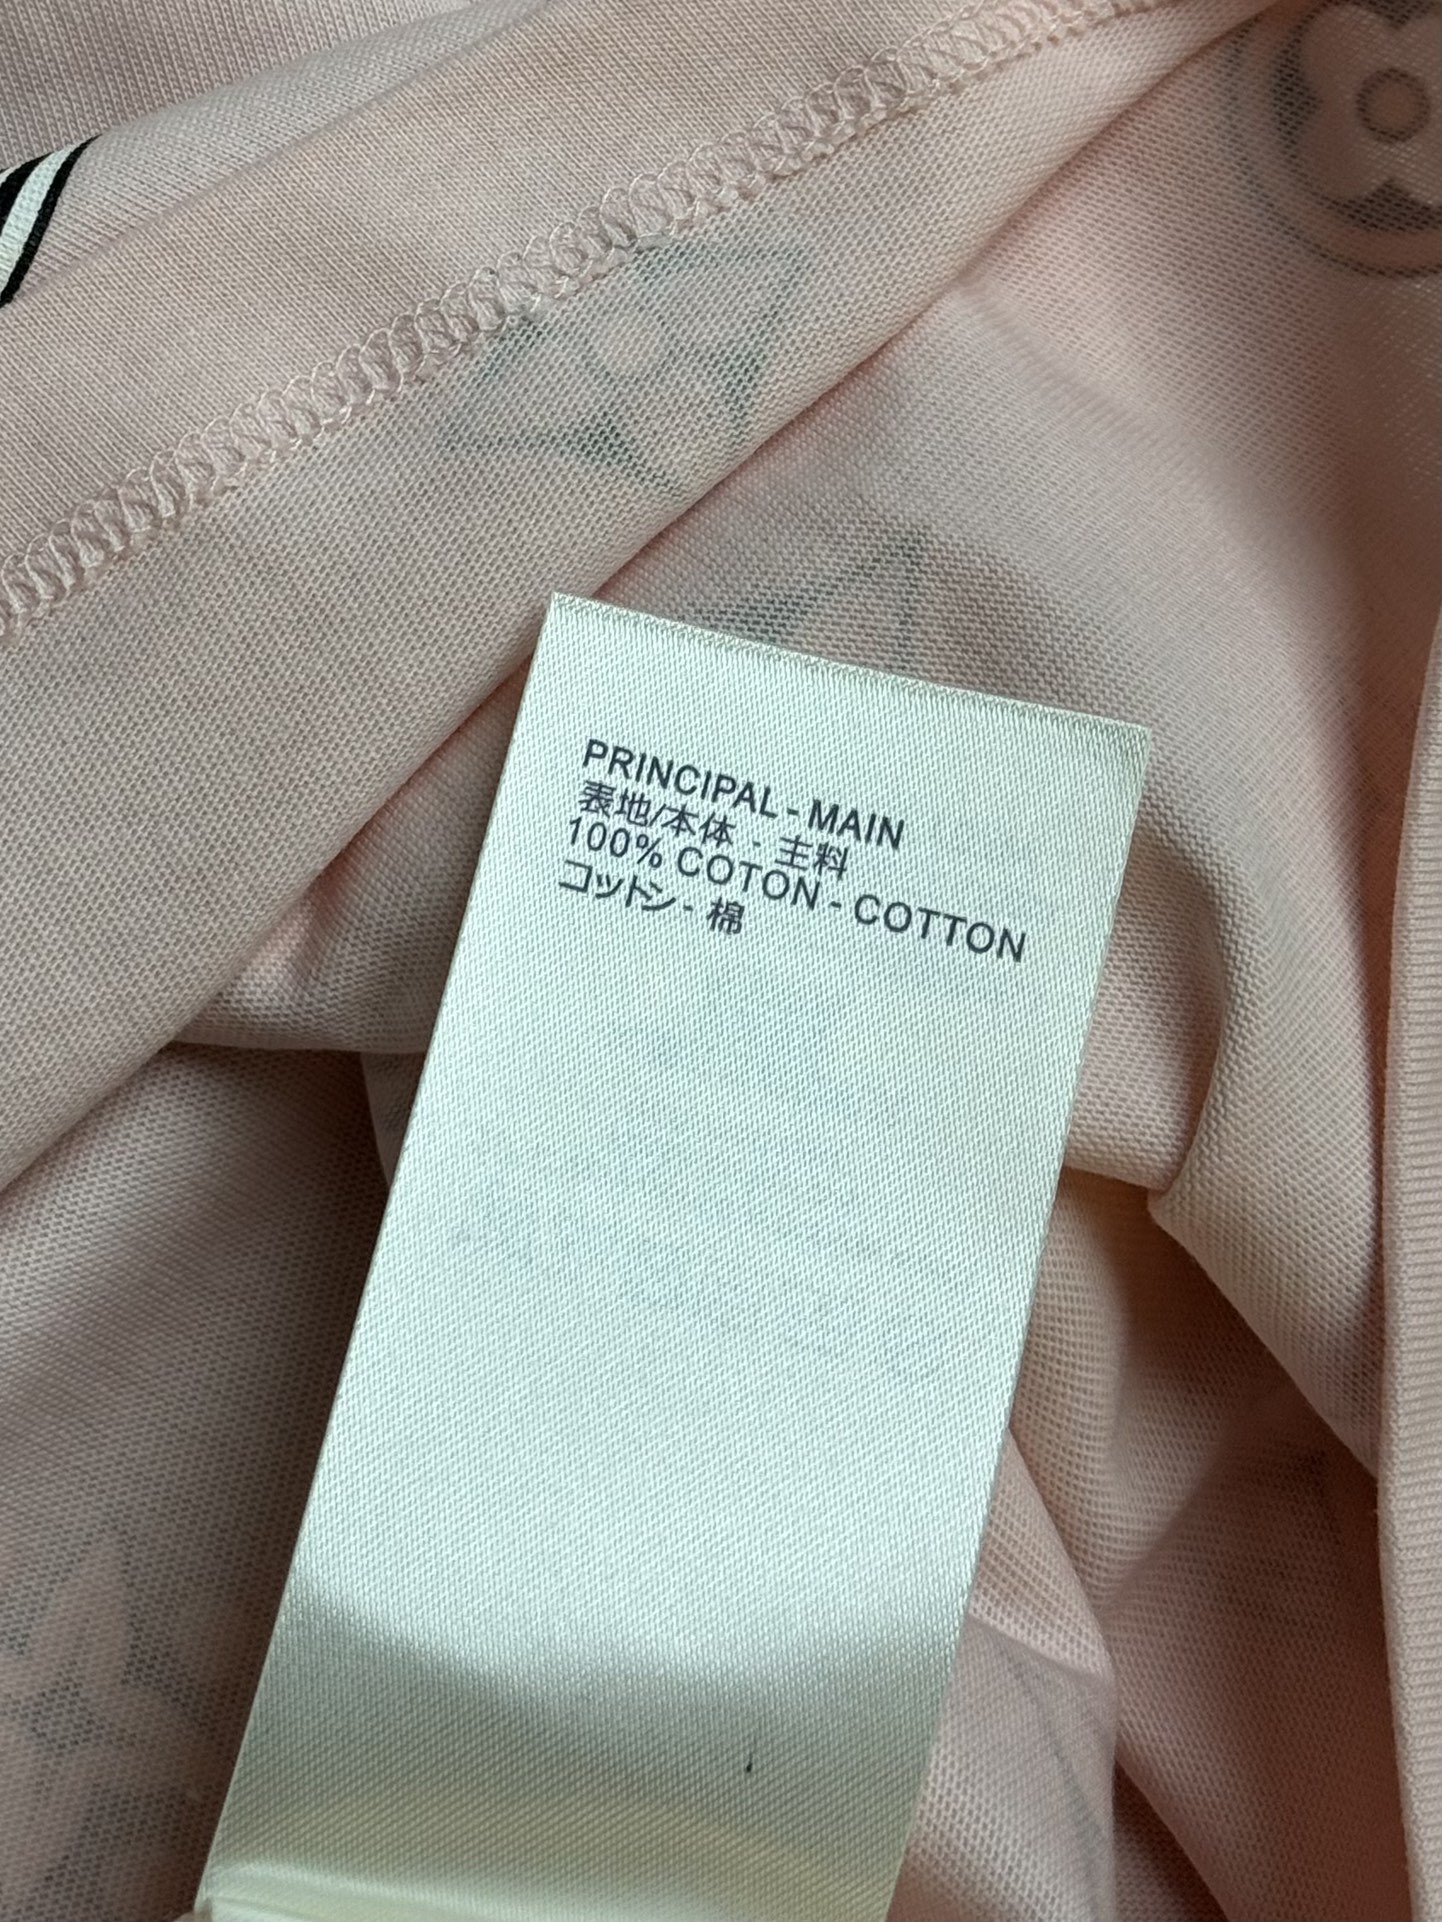 PRINCIPAL - MAIN
表地/本体 - 主料
100% COTON - COTTON
コットン - 棉